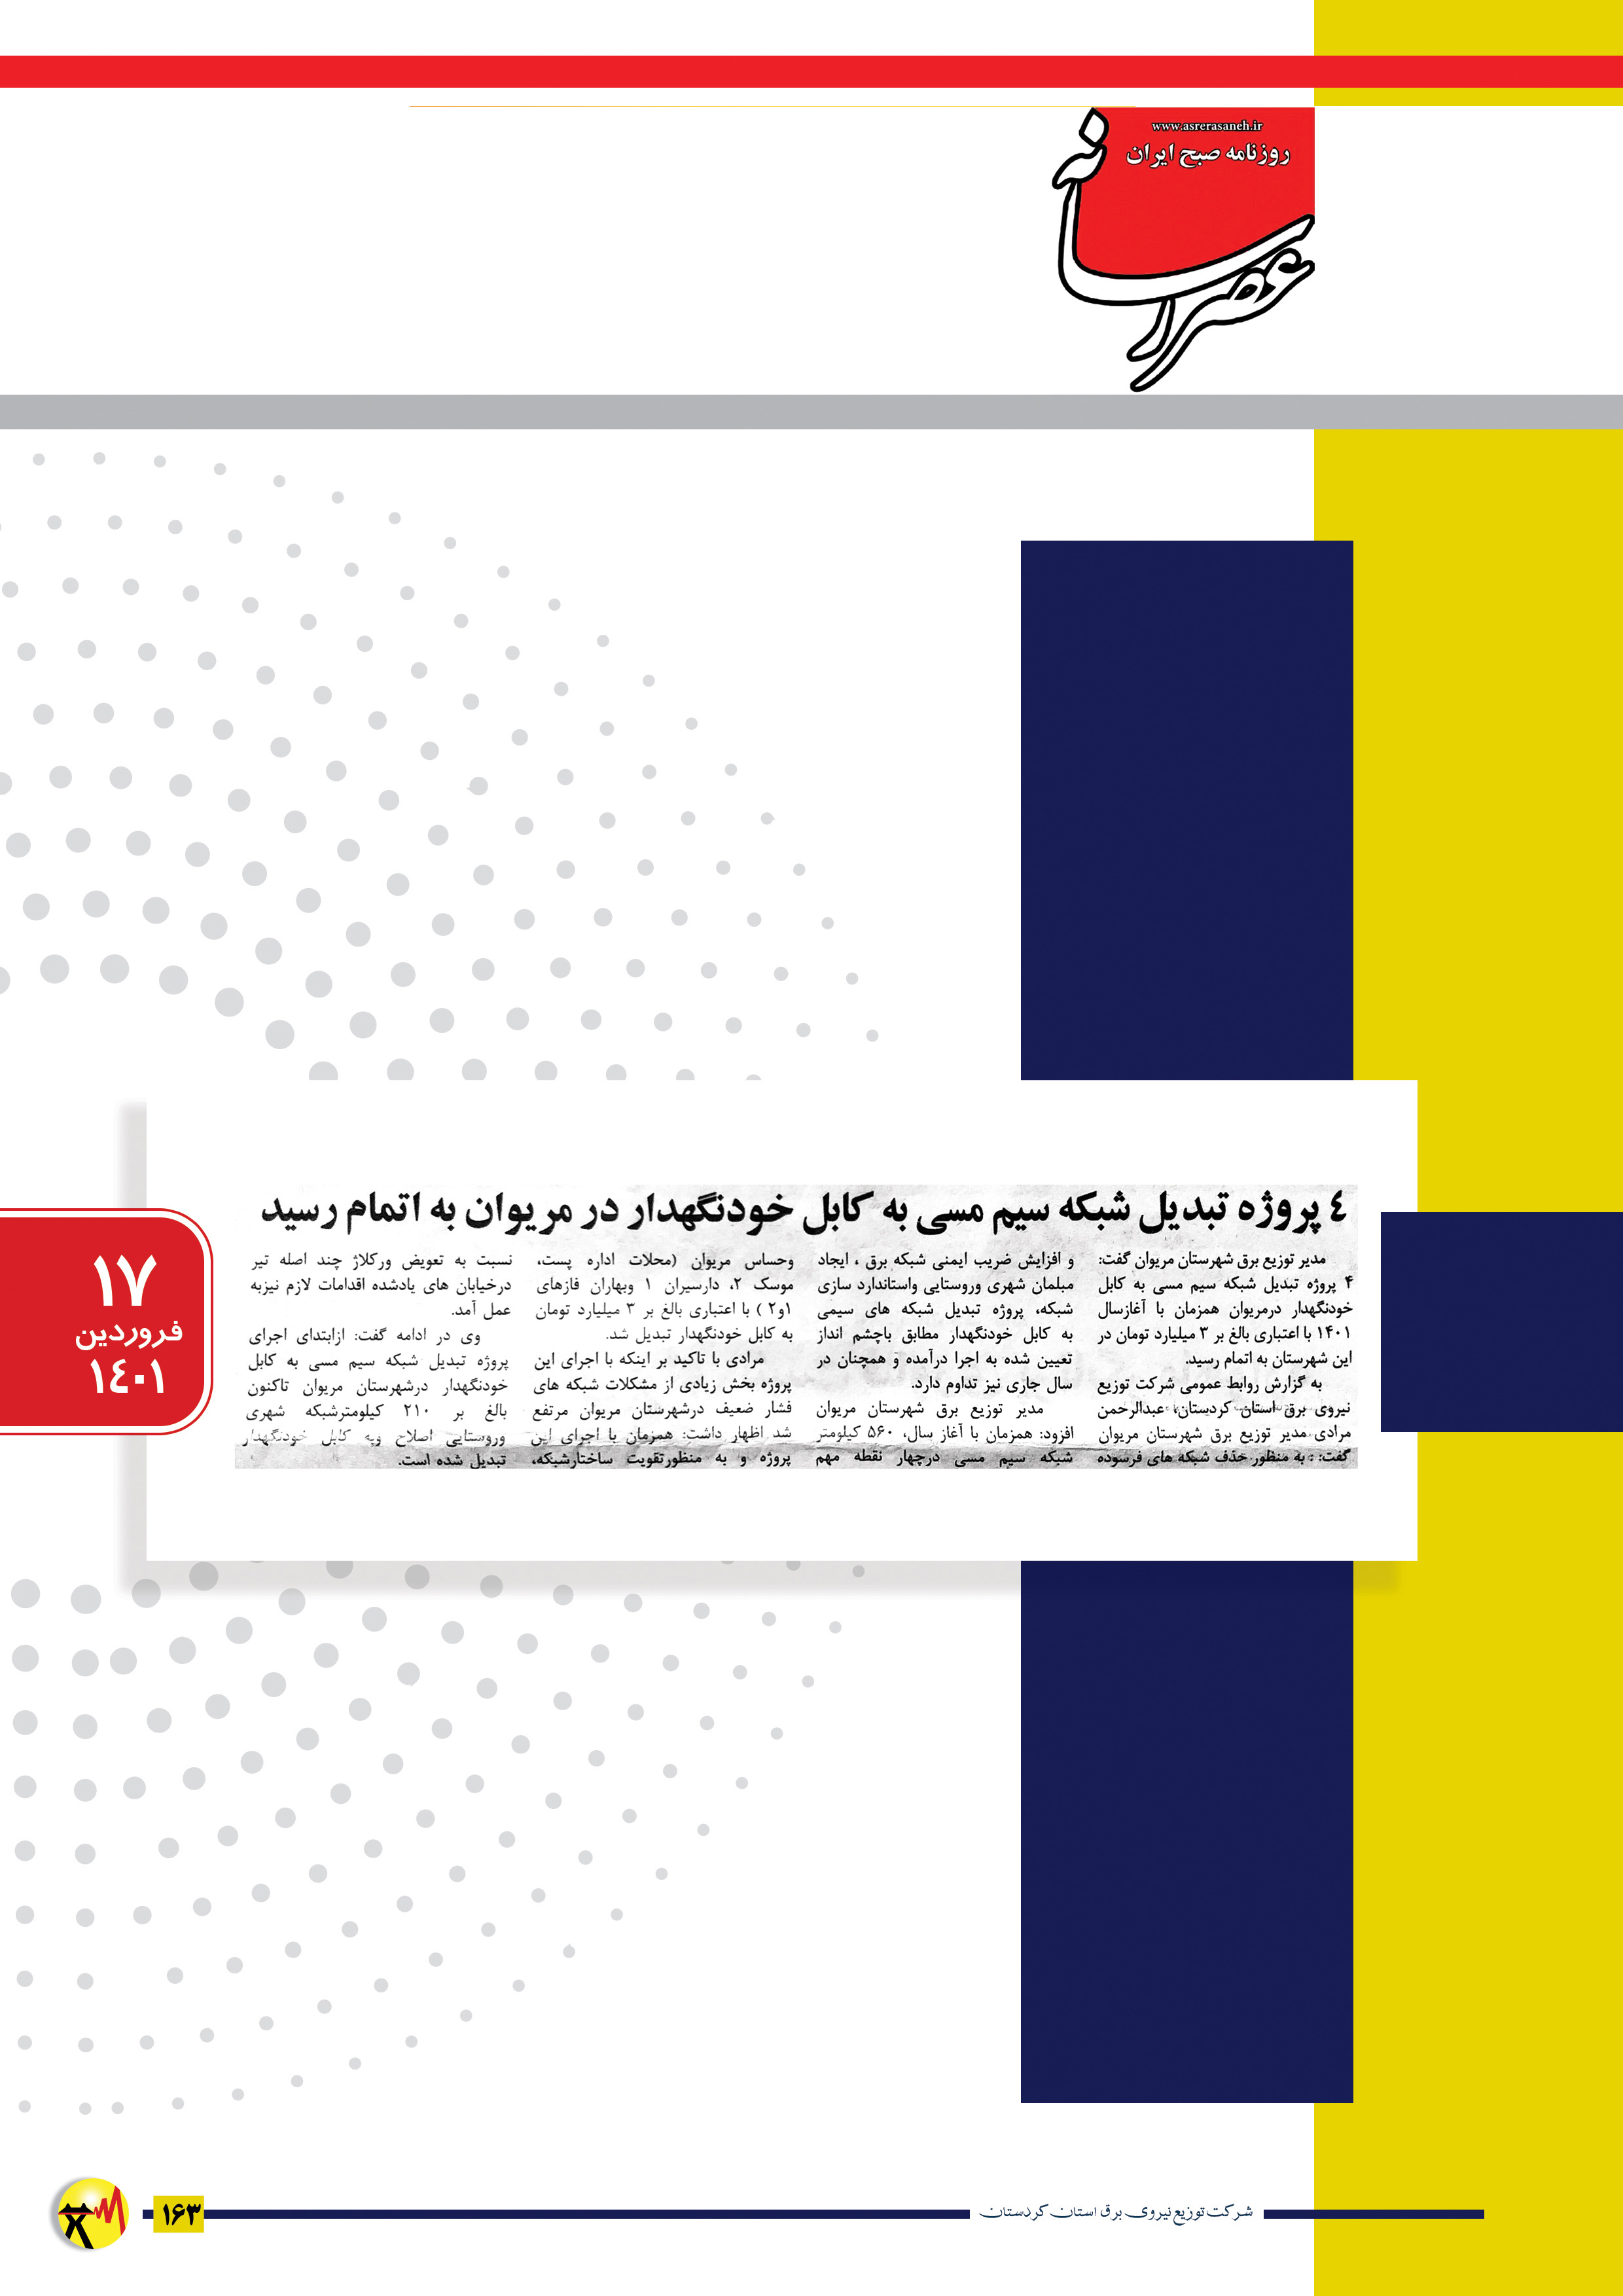 www.asrerasaneh.ir
روزنامه صبح ایران
عصر رسانه
٤ پروژه تبدیل شبکه سیم مسی به کابل خودنگهدار در مریوان به اتمام رسید
مدیر توزیع برق شهرستان مریوان گفت:
۴ پروژه تبدیل شبکه سیم مسی به کابل
خودنگهدار درمریوان همزمان با آغازسال
۱۴۰۱ با اعتباری بالغ بر ۳ میلیارد تومان در
این شهرستان به اتمام رسید.
به گزارش روابط عمومی شرکت توزیع
نیروی برق استان کردستان، عبدالرحمن
مرادی مدیر توزیع برق شهرستان مریوان
گفت: به منظور حذف شبکه های فرسوده
و افزایش ضریب ایمنی شبکه برق ، ایجاد
مبلمان شهری وروستایی واستاندارد سازی
شبکه، پروژه تبدیل شبکه های سیمی
به کابل خودنگهدار مطابق باچشم انداز
تعیین شده به اجرا درآمده و همچنان در
سال جاری نیز تداوم دارد.
مدیر توزیع برق شهرستان مریوان
افزود: همزمان با آغاز سال، ۵۶۰ کیلومتر
شبکه سیم مسی درچهار نقطه مهم
وحساس مریوان (محلات اداره پست،
موسک ۲، دارسیران ۱ وبهاران فازهای
۱و۲ ) با اعتباری بالغ بر ۳ میلیارد تومان
به کابل خودنگهدار تبدیل شد.
مرادی با تاکید بر اینکه با اجرای این
پروژه بخش زیادی از مشکلات شبکه های
فشار ضعیف درشهرستان مریوان مرتفع
شد اظهار داشت: همزمان با اجرای این
پروژه و به منظورتقویت ساختارشبکه،
نسبت به تعویض ورکلاژ چند اصله تیر
درخیابان های یادشده اقدامات لازم نیزبه
عمل آمد.
وی در ادامه گفت: ازابتدای اجرای
پروژه تبدیل شبکه سیم مسی به کابل
خودنگهدار درشهرستان مریوان تاکنون
بالغ بر ۲۱۰ کیلومترشبکه شهری
وروستایی اصلاح وبه کابل خودنگهدار
تبدیل شده است.
۱۷
فروردین
۱٤۰۱
شرکت توزیع نیروی برق استان کردستان
۱۶۳